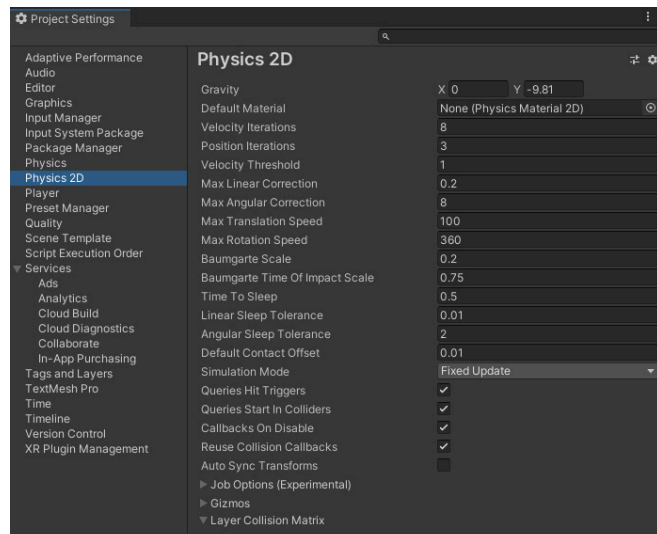 Project Settings
Adaptive Performance
Audio
Editor
Graphics
Input Manager
Input System Package
Package Manager
Physics
Physics 2D
Player
Preset Manager
Quality
Scene Template
Script Execution Order
Services
Ads
Analytics
Cloud Build
Cloud Diagnostics
Collaborate
In-App Purchasing
Tags and Layers
TextMesh Pro
Time
Timeline
Version Control
XR Plugin Management
Physics 2D
Gravity X 0 Y -9.81
Default Material None (Physics Material 2D)
Velocity Iterations 8
Position Iterations 3
Velocity Threshold 1
Max Linear Correction 0.2
Max Angular Correction 8
Max Translation Speed 100
Max Rotation Speed 360
Baumgarte Scale 0.2
Baumgarte Time Of Impact Scale 0.75
Time To Sleep 0.5
Linear Sleep Tolerance 0.01
Angular Sleep Tolerance 2
Default Contact Offset 0.01
Simulation Mode Fixed Update
Queries Hit Triggers
Queries Start In Colliders
Callbacks On Disable
Reuse Collision Callbacks
Auto Sync Transforms
Job Options (Experimental)
Gizmos
Layer Collision Matrix